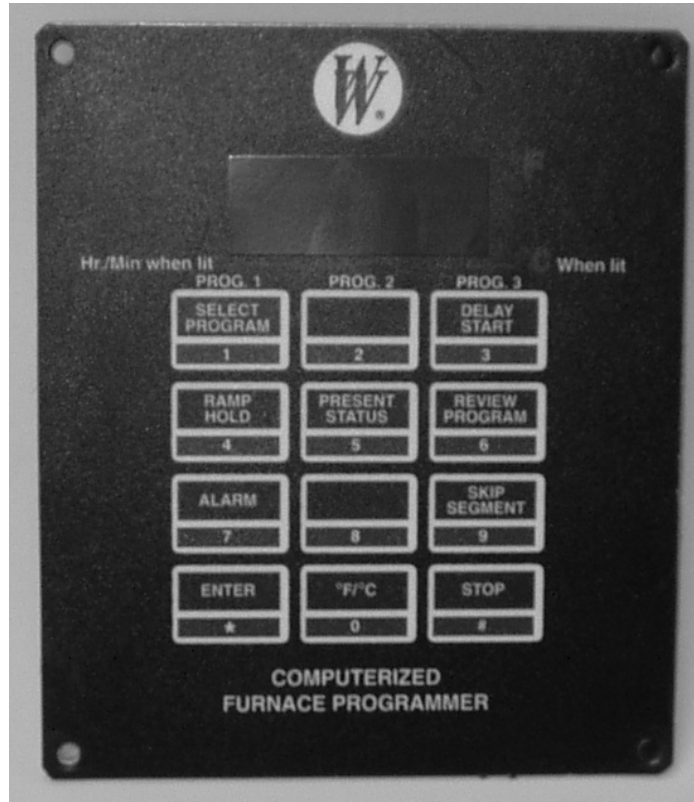 W
®
F
Hr./Min when lit
C When lit
PROG. 1 PROG. 2 PROG. 3
SELECT PROGRAM
1
2
DELAY START
3
RAMP HOLD
4
PRESENT STATUS
5
REVIEW PROGRAM
6
ALARM
7
8
SKIP SEGMENT
9
ENTER
*
°F/°C
0
STOP
#
COMPUTERIZED
FURNACE PROGRAMMER